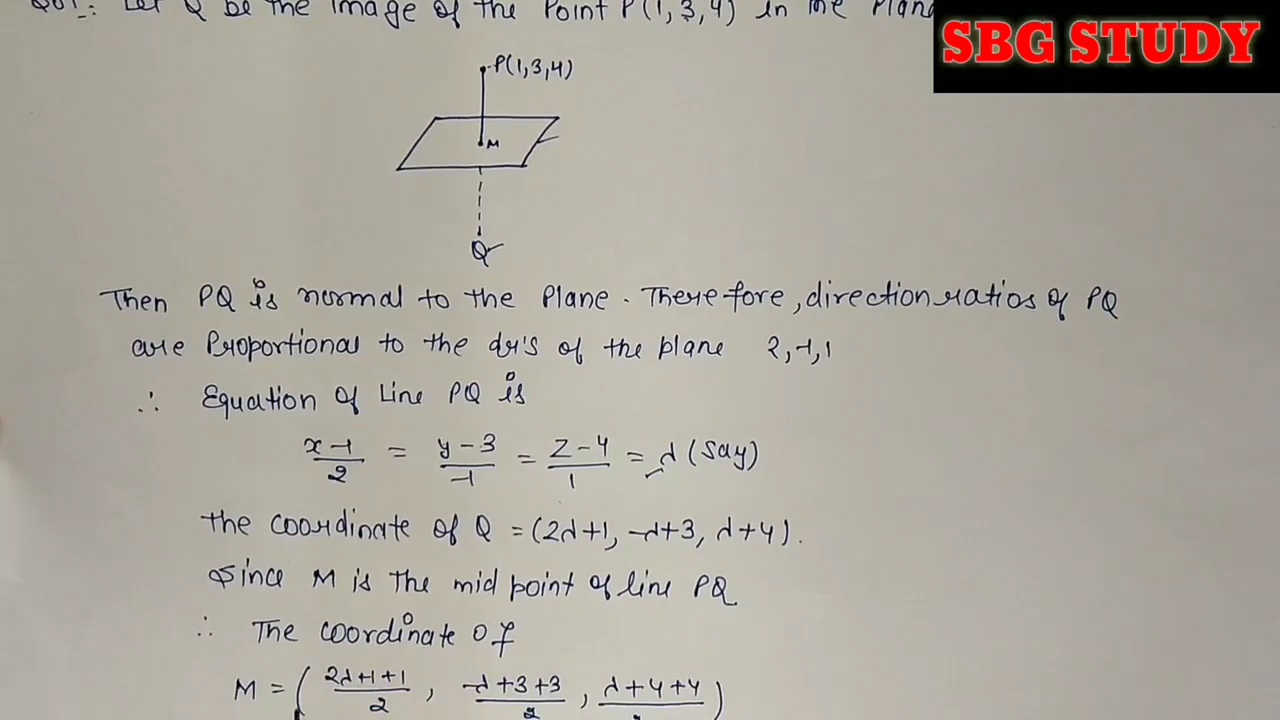 Sol.: Let Q be the image of the Point P(1, 3, 4) in the Plane
SBG STUDY
P(1,3,4)
M
Q
Then PQ is normal to the Plane. Therefore, direction ratios of PQ
are Proportional to the dr's of the plane 2, -1, 1
∴ Equation Of Line PQ is
x-1/2 = y-3/-1 = Z-4/1 = λ (say)
the coordinate of Q = (2λ+1, -λ+3, λ+4).
Since M is the mid point of line PQ
∴ The coordinate Of
M = ( 2λ+1+1/2 , -λ+3+3/2 , λ+4+4 )